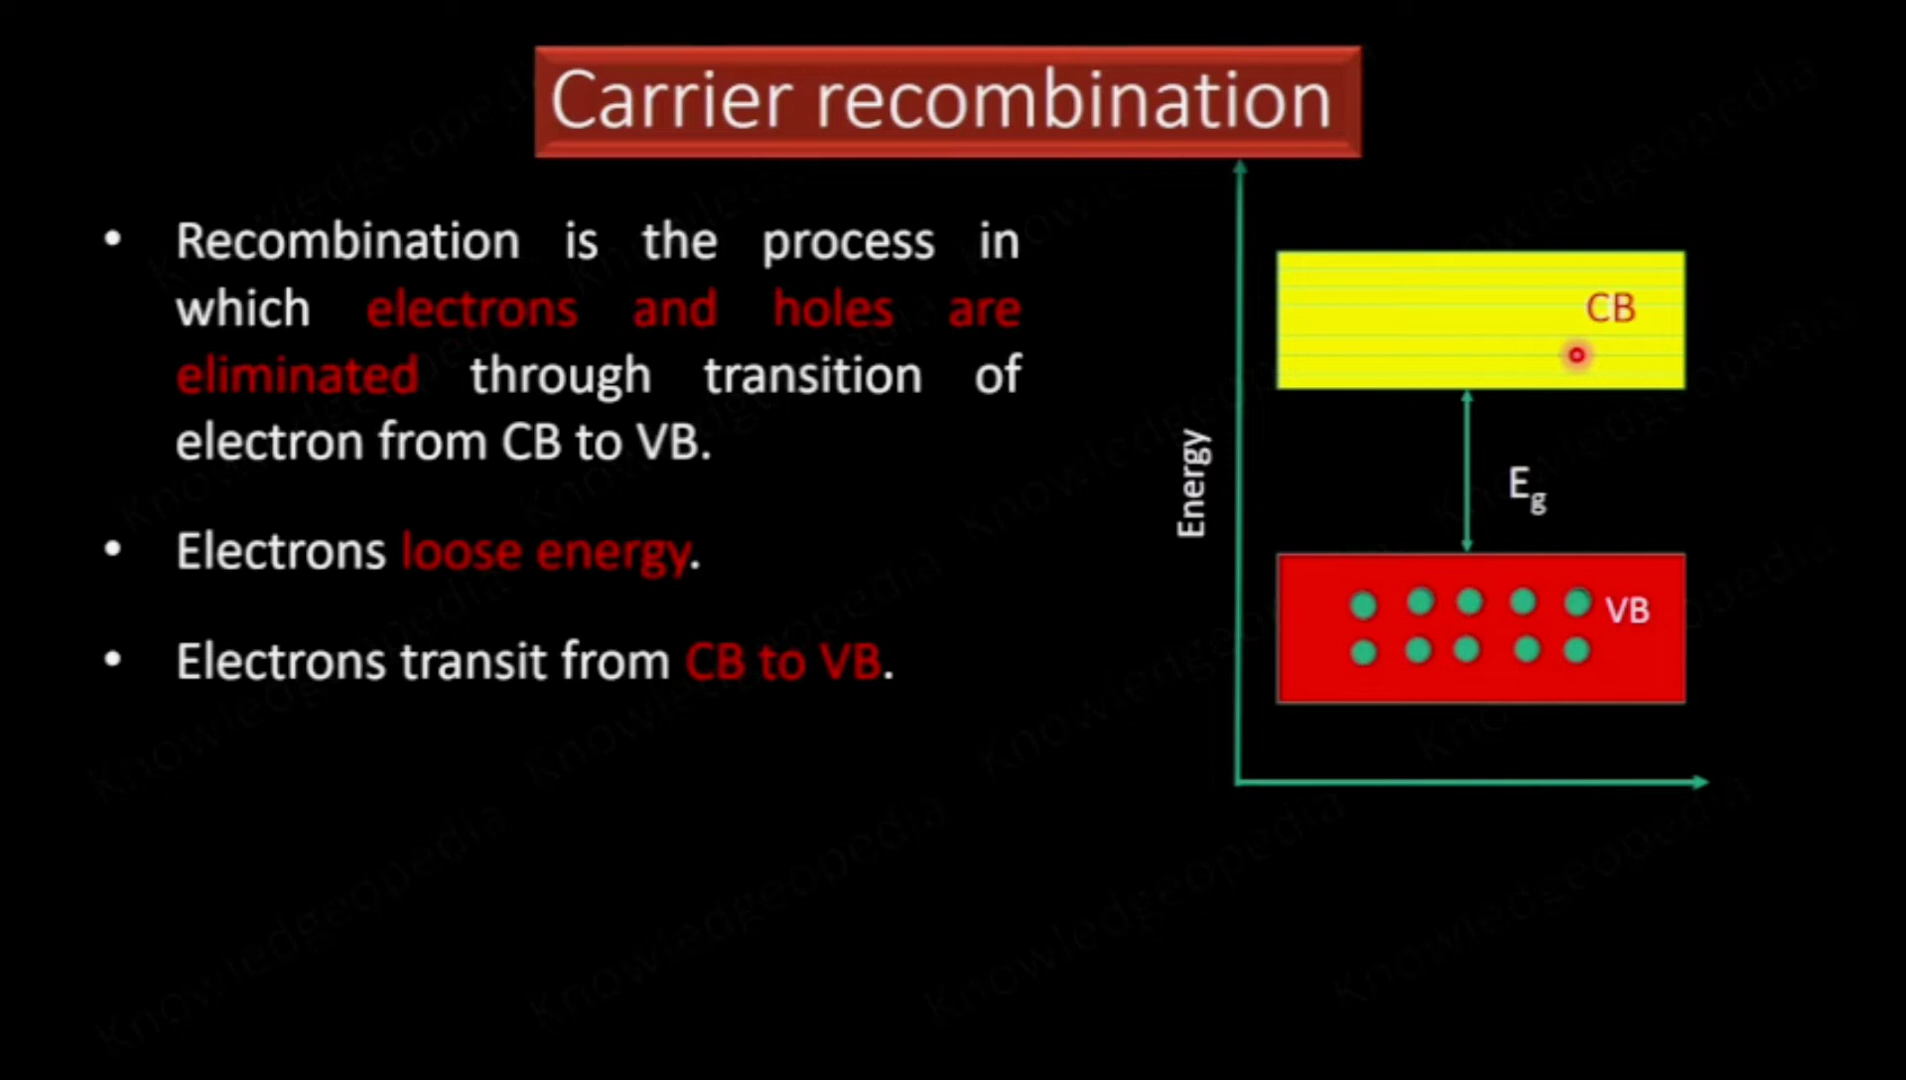 Carrier recombination
• Recombination is the process in
which electrons and holes are
eliminated through transition of
electron from CB to VB.
• Electrons loose energy.
• Electrons transit from CB to VB.
CB
Energy
Eg
VB
Knowledgeopedia